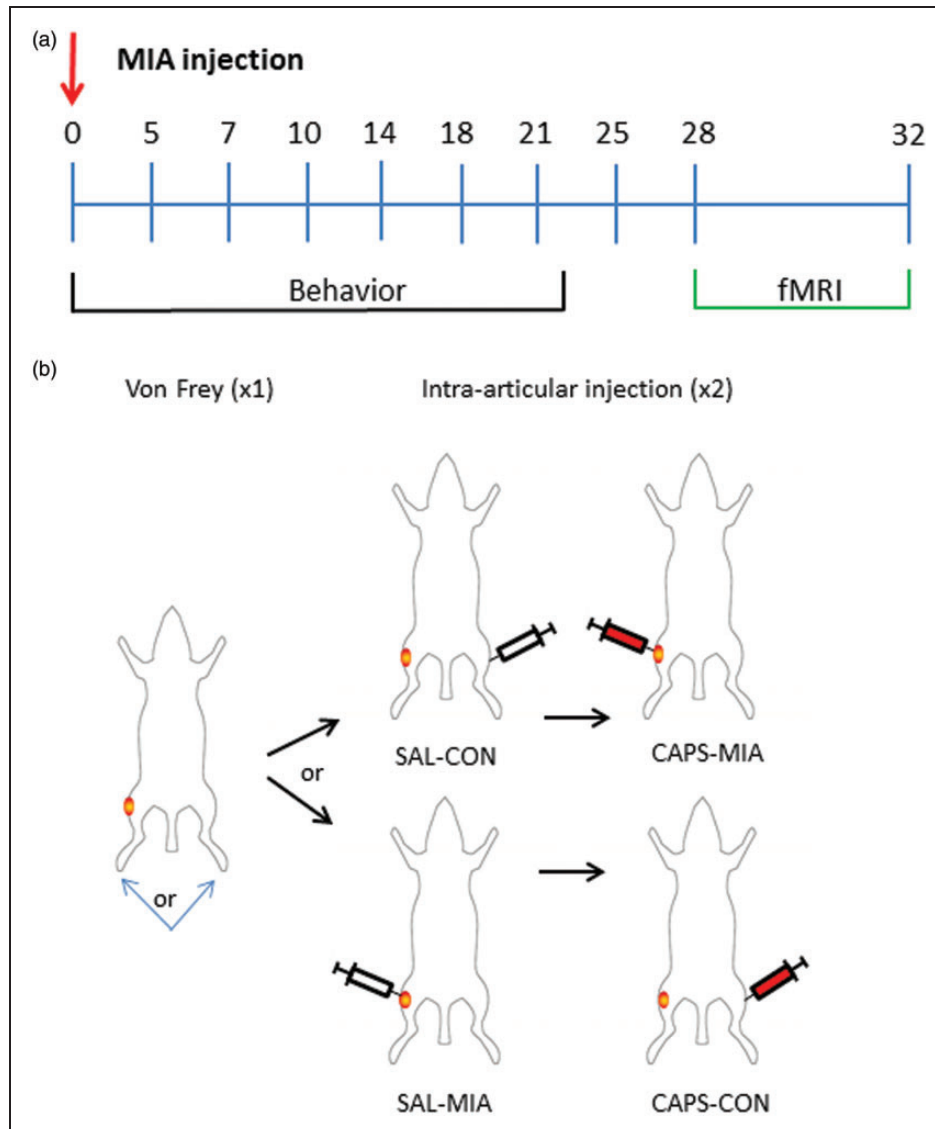 (a)
MIA injection
0 5 7 10 14 18 21 25 28 32
Behavior fMRI
(b)
Von Frey (x1) Intra-articular injection (x2)
SAL-CON CAPS-MIA
or
or
SAL-MIA CAPS-CON